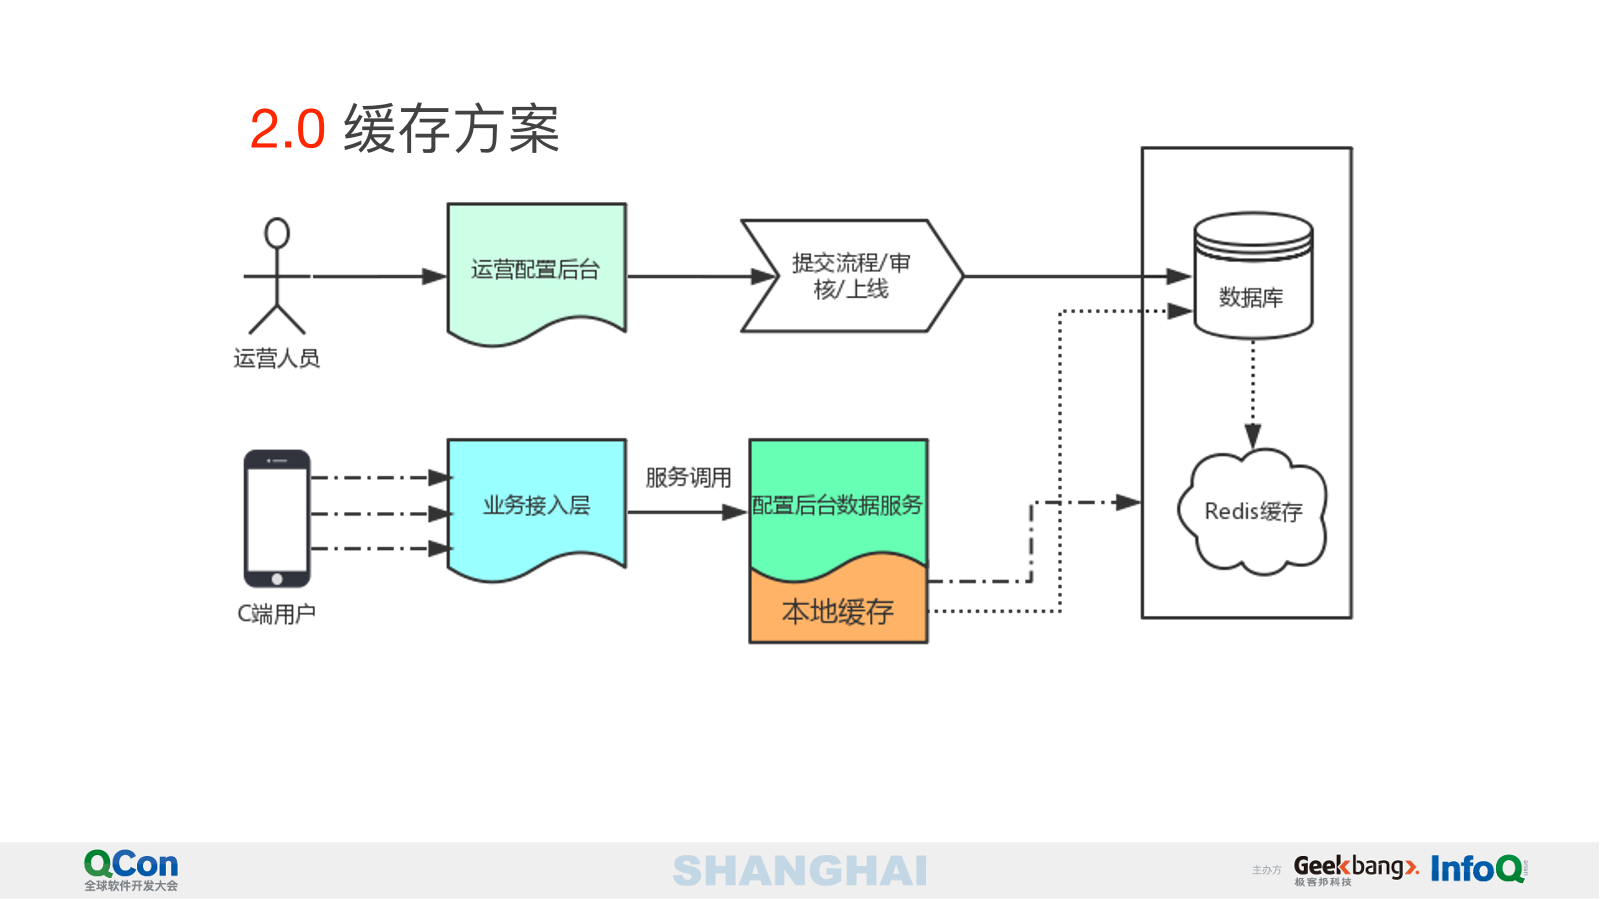 2.0 缓存方案
运营配置后台
提交流程/审
核/上线
数据库
运营人员
服务调用
业务接入层
配置后台数据服务
Redis缓存
本地缓存
C端用户
QCon
全球软件开发大会
SHANGHAI
主办方
Geekbang>.
极客邦科技
InfoQ